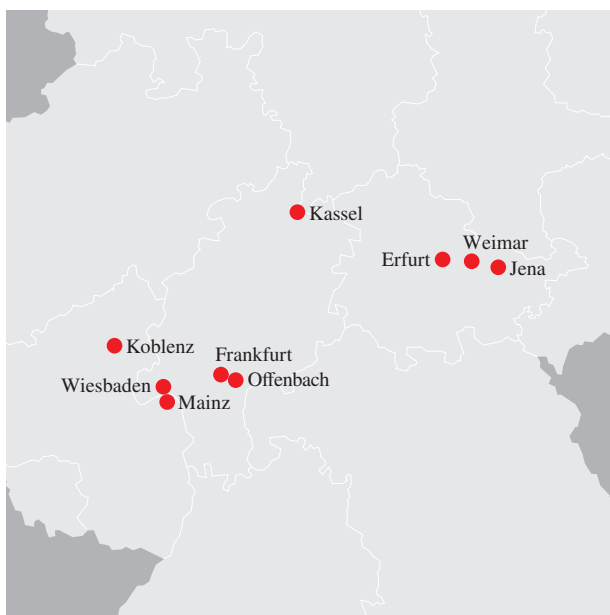 Kassel
Weimar
Erfurt
Jena
Koblenz
Frankfurt
Wiesbaden
Offenbach
Mainz